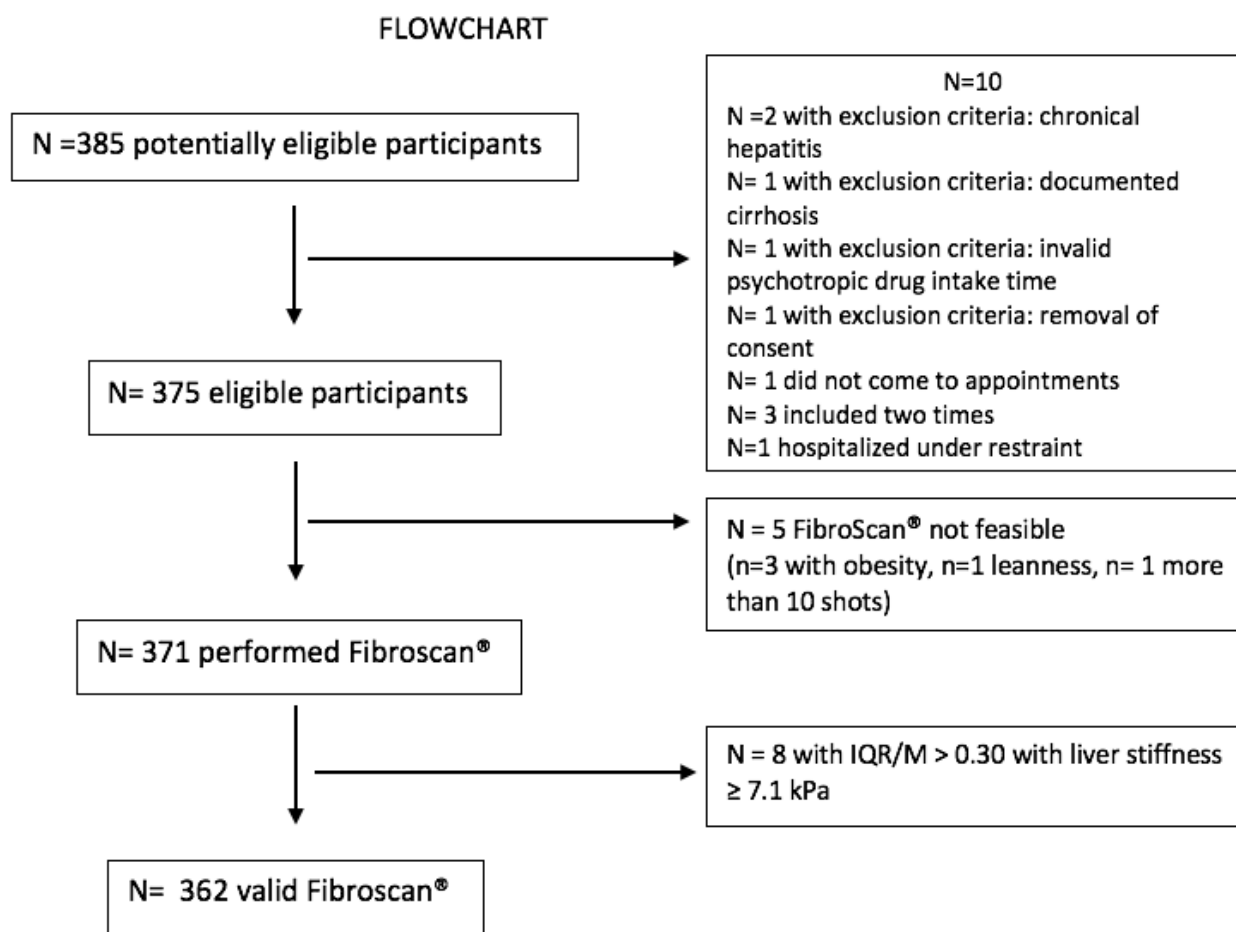 FLOWCHART
N =385 potentially eligible participants
N=10
N =2 with exclusion criteria: chronical
hepatitis
N= 1 with exclusion criteria: documented
cirrhosis
N= 1 with exclusion criteria: invalid
psychotropic drug intake time
N= 1 with exclusion criteria: removal of
consent
N= 1 did not come to appointments
N= 3 included two times
N=1 hospitalized under restraint
N= 375 eligible participants
N = 5 FibroScan® not feasible
(n=3 with obesity, n=1 leanness, n= 1 more
than 10 shots)
N= 371 performed Fibroscan®
N = 8 with IQR/M > 0.30 with liver stiffness
≥ 7.1 kPa
N=  362 valid Fibroscan®